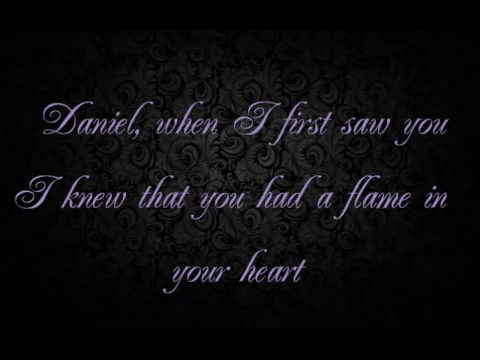 Daniel, when I first saw you
I knew that you had a flame in
your heart